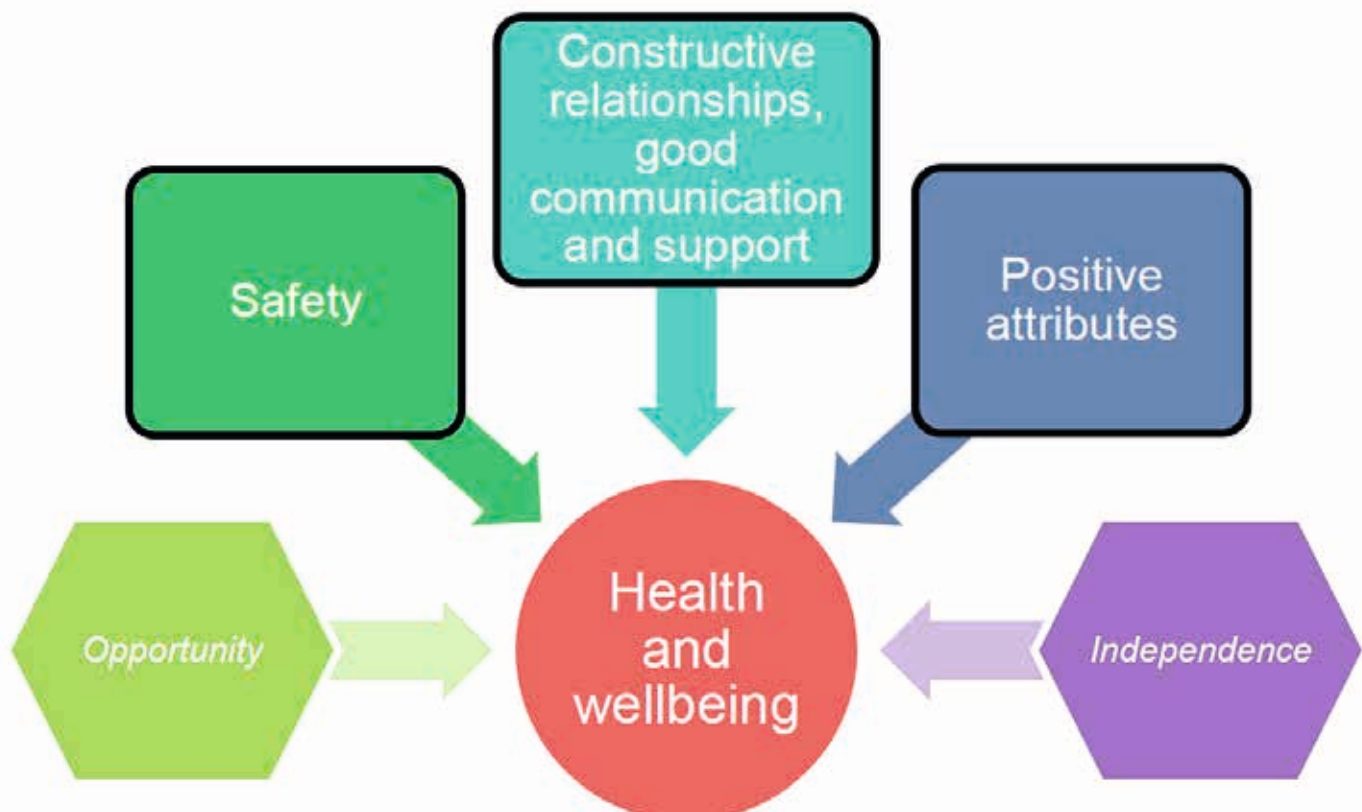 Constructive
relationships,
good
communication
and support
Safety
Positive
attributes
Opportunity
Health
and
wellbeing
Independence